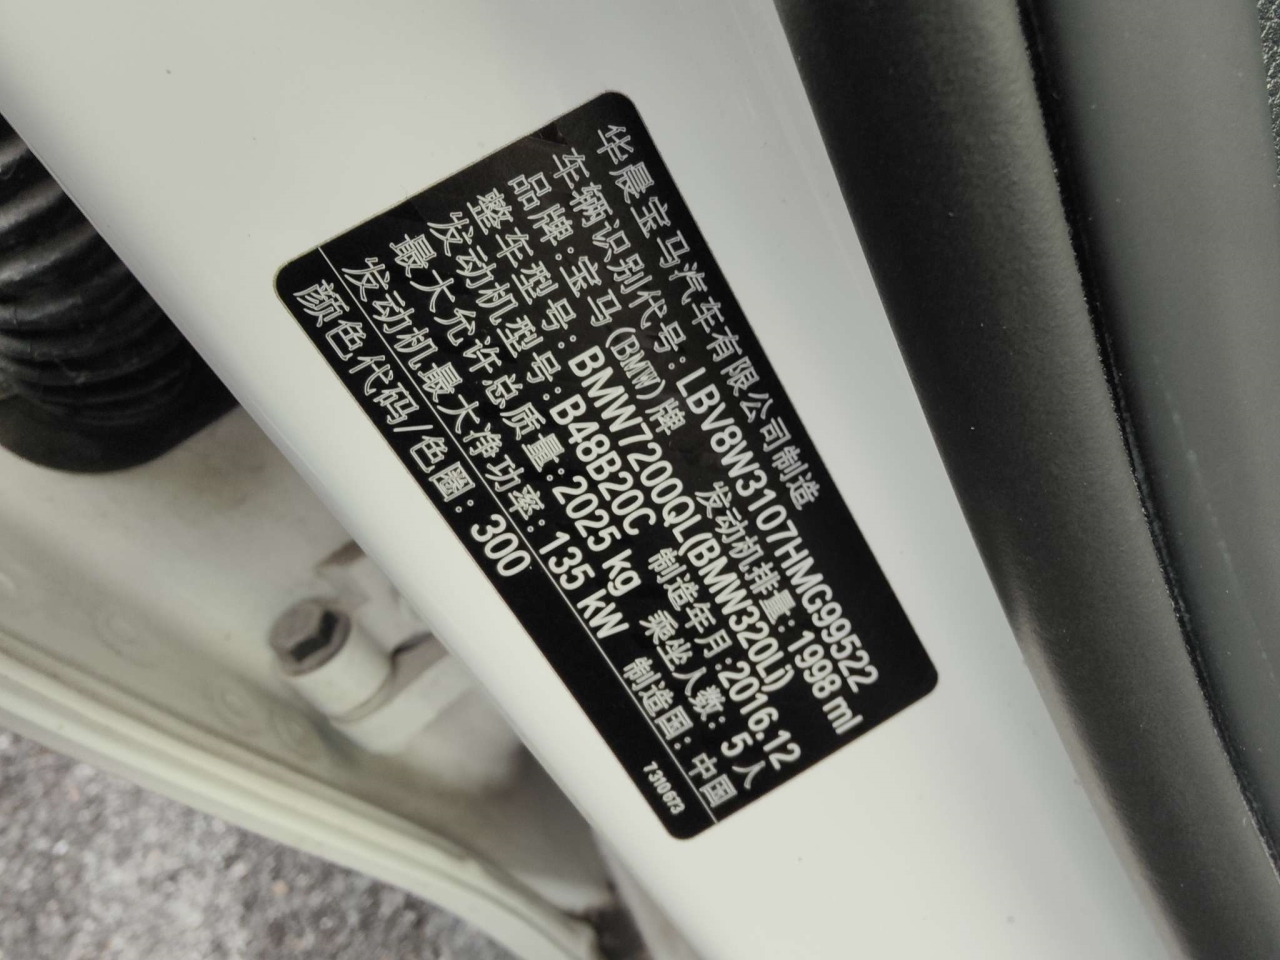 华晨宝马汽车有限公司制造
车辆识别代号: LBV8W3107HMG99522
品牌: 宝马(BMW)牌 发动机排量: 1998 ml
整车型号: BMW7200QL(BMW320Li)
发动机型号: B48B20C 制造年月: 2016.12
最大允许总质量: 2025 kg 乘坐人数: 5人
发动机最大净功率: 135 kW 制造国: 中国
颜色代码/色圈: 300 7310673